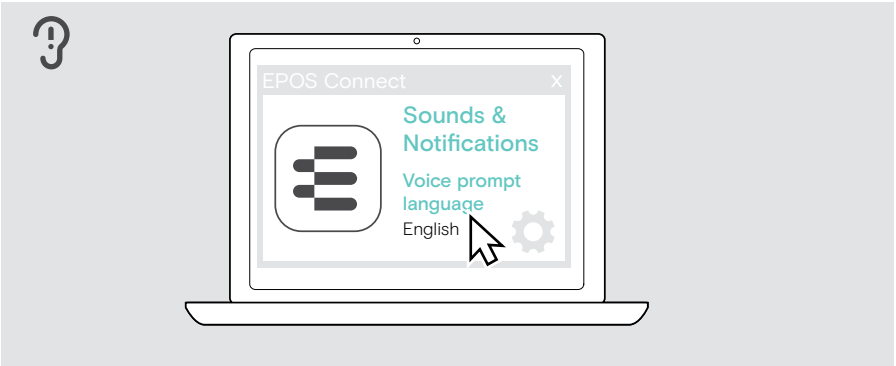 EPOS Connect X
Sounds &
Notifications
Voice prompt
language
English